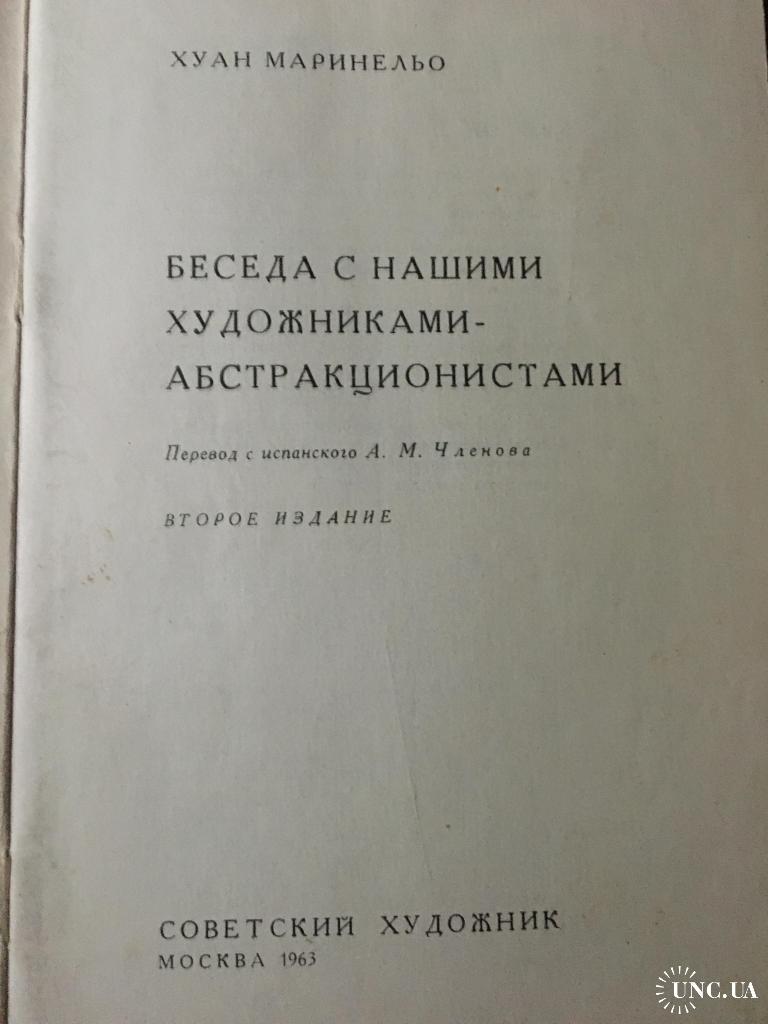 ХУАН МАРИНЕЛЬО
БЕСЕДА С НАШИМИ
ХУДОЖНИКАМИ-
АБСТРАКЦИОНИСТАМИ
Перевод с испанского А. М. Членова
ВТОРОЕ ИЗДАНИЕ
СОВЕТСКИЙ ХУДОЖНИК
МОСКВА 1963
UNC.UA